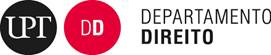 UPT DD DEPARTAMENTO
DIREITO